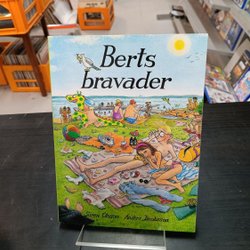 Berts
bravader
Sören Olsson · Anders Jacobsson